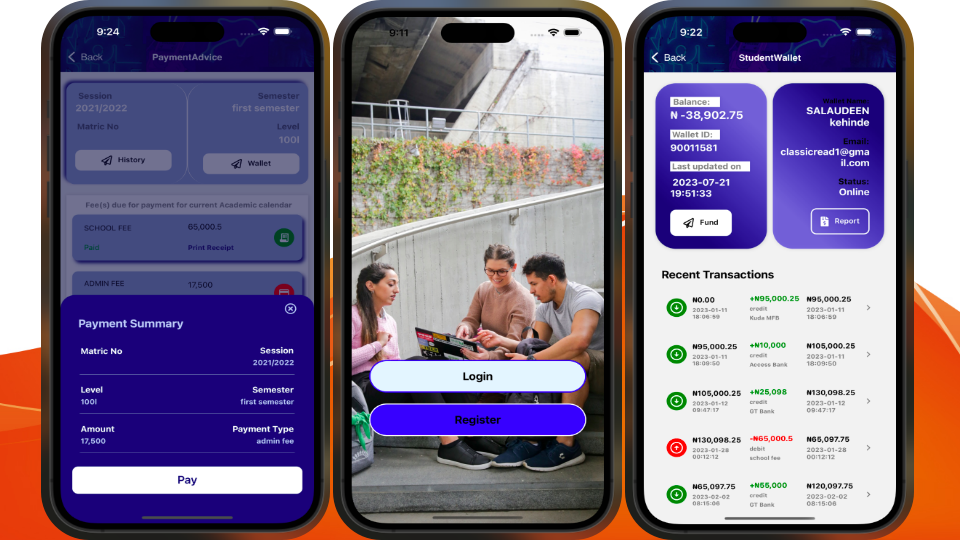 9:24
Back
PaymentAdvice
Session
2021/2022
Semester
first semester
Matric No
Level
100l
History
Wallet
Fee(s) due for payment for current Academic calendar
SCHOOL FEE
65,000.5
Paid
Print Receipt
ADMIN FEE
17,500
Payment Summary
Matric No
Session
2021/2022
Level
100l
Semester
first semester
Amount
17,500
Payment Type
admin fee
Pay
9:11
Login
Register
9:22
Back
StudentWallet
Balance:
₦ -38,902.75
Wallet ID:
90011581
Last updated on
2023-07-21
19:51:33
Fund
Wallet name:
SALAUDEEN
kehinde
Email:
classicread1@gma
il.com
Status:
Online
Report
Recent Transactions
₦0.00
2023-01-11
18:06:59
+₦95,000.25
credit
Kuda MFB
₦95,000.25
2023-01-11
18:06:59
₦95,000.25
2023-01-11
18:09:50
+₦10,000
credit
Access Bank
₦105,000.25
2023-01-11
18:09:50
₦105,000.25
2023-01-12
09:47:17
+₦25,098
credit
GT Bank
₦130,098.25
2023-01-12
09:47:17
₦130,098.25
2023-01-28
00:12:12
-₦65,000.5
debit
school fee
₦65,097.75
2023-01-28
00:12:12
₦65,097.75
2023-02-02
08:15:06
+₦55,000
credit
GT Bank
₦120,097.75
2023-02-02
08:15:06